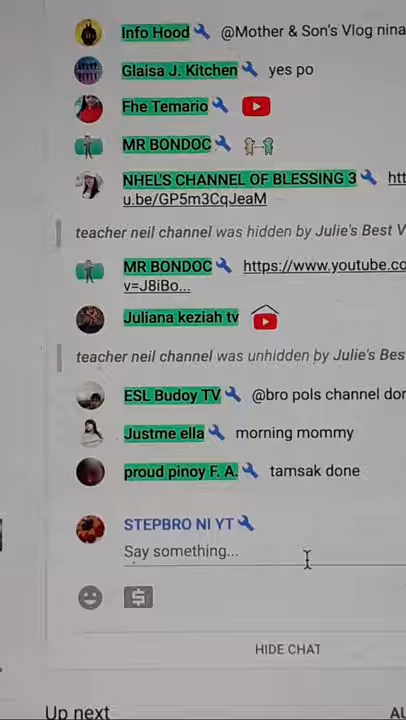 Info Hood @Mother & Son's Vlog nina
Glaisa J. Kitchen yes po
Fhe Temario
MR BONDOC
NHEL'S CHANNEL OF BLESSING 3 htt
u.be/GP5m3CqJeaM
teacher neil channel was hidden by Julie's Best V
MR BONDOC https://www.youtube.co
v=J8iBo...
Juliana keziah tv
teacher neil channel was unhidden by Julie's Bes
ESL Budoy TV @bro pols channel don
Justme ella morning mommy
proud pinoy F. A. tamsak done
STEPBRO NI YT
Say something...
HIDE CHAT
Up next AU